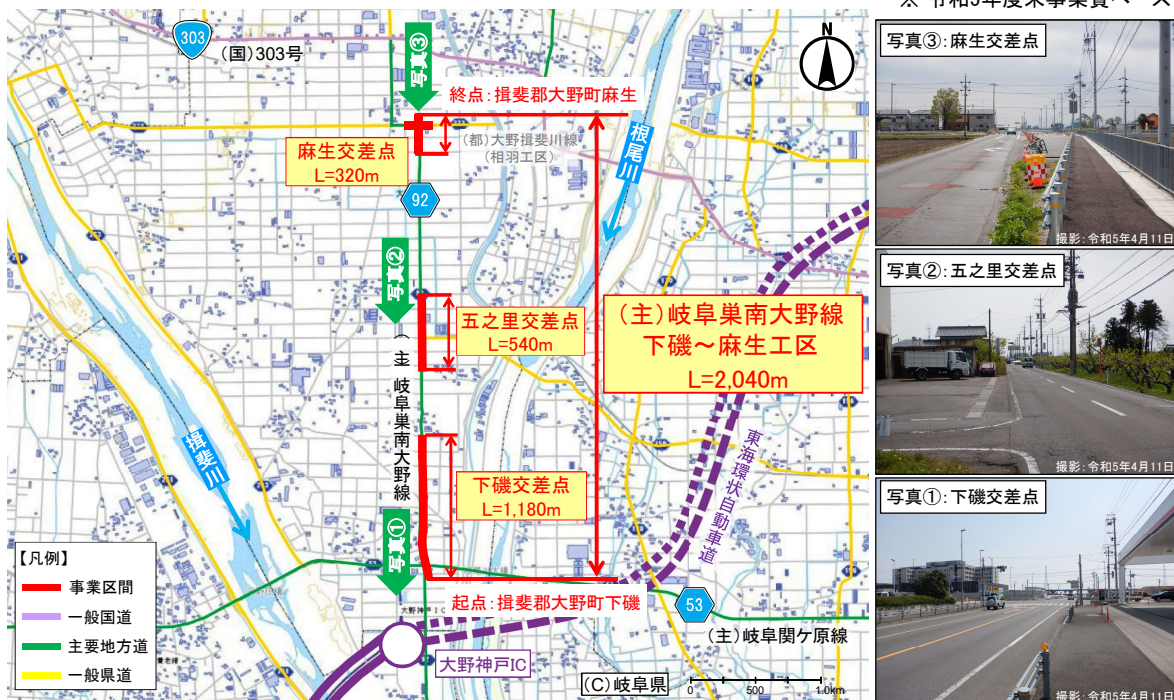 ※ 令和5年度末事業費ベース
303
(国)303号
写真③
N
終点：揖斐郡大野町麻生
(都)大野揖斐川線
(相羽工区)
根尾川
麻生交差点
L=320m
92
写真②
五之里交差点
L=540m
(主)岐阜巣南大野線
下磯～麻生工区
L=2,040m
(主 岐阜巣南大野線
揖斐川
東海環状自動車道
下磯交差点
L=1,180m
写真①
起点：揖斐郡大野町下磯
53
(主)岐阜関ケ原線
大野神戸IC
大野神戸IC
(C)岐阜県
0 500 1.0km
【凡例】
事業区間
一般国道
主要地方道
一般県道
写真③：麻生交差点
撮影：令和5年4月11日
写真②：五之里交差点
撮影：令和5年4月11日
写真①：下磯交差点
撮影：令和5年4月11日